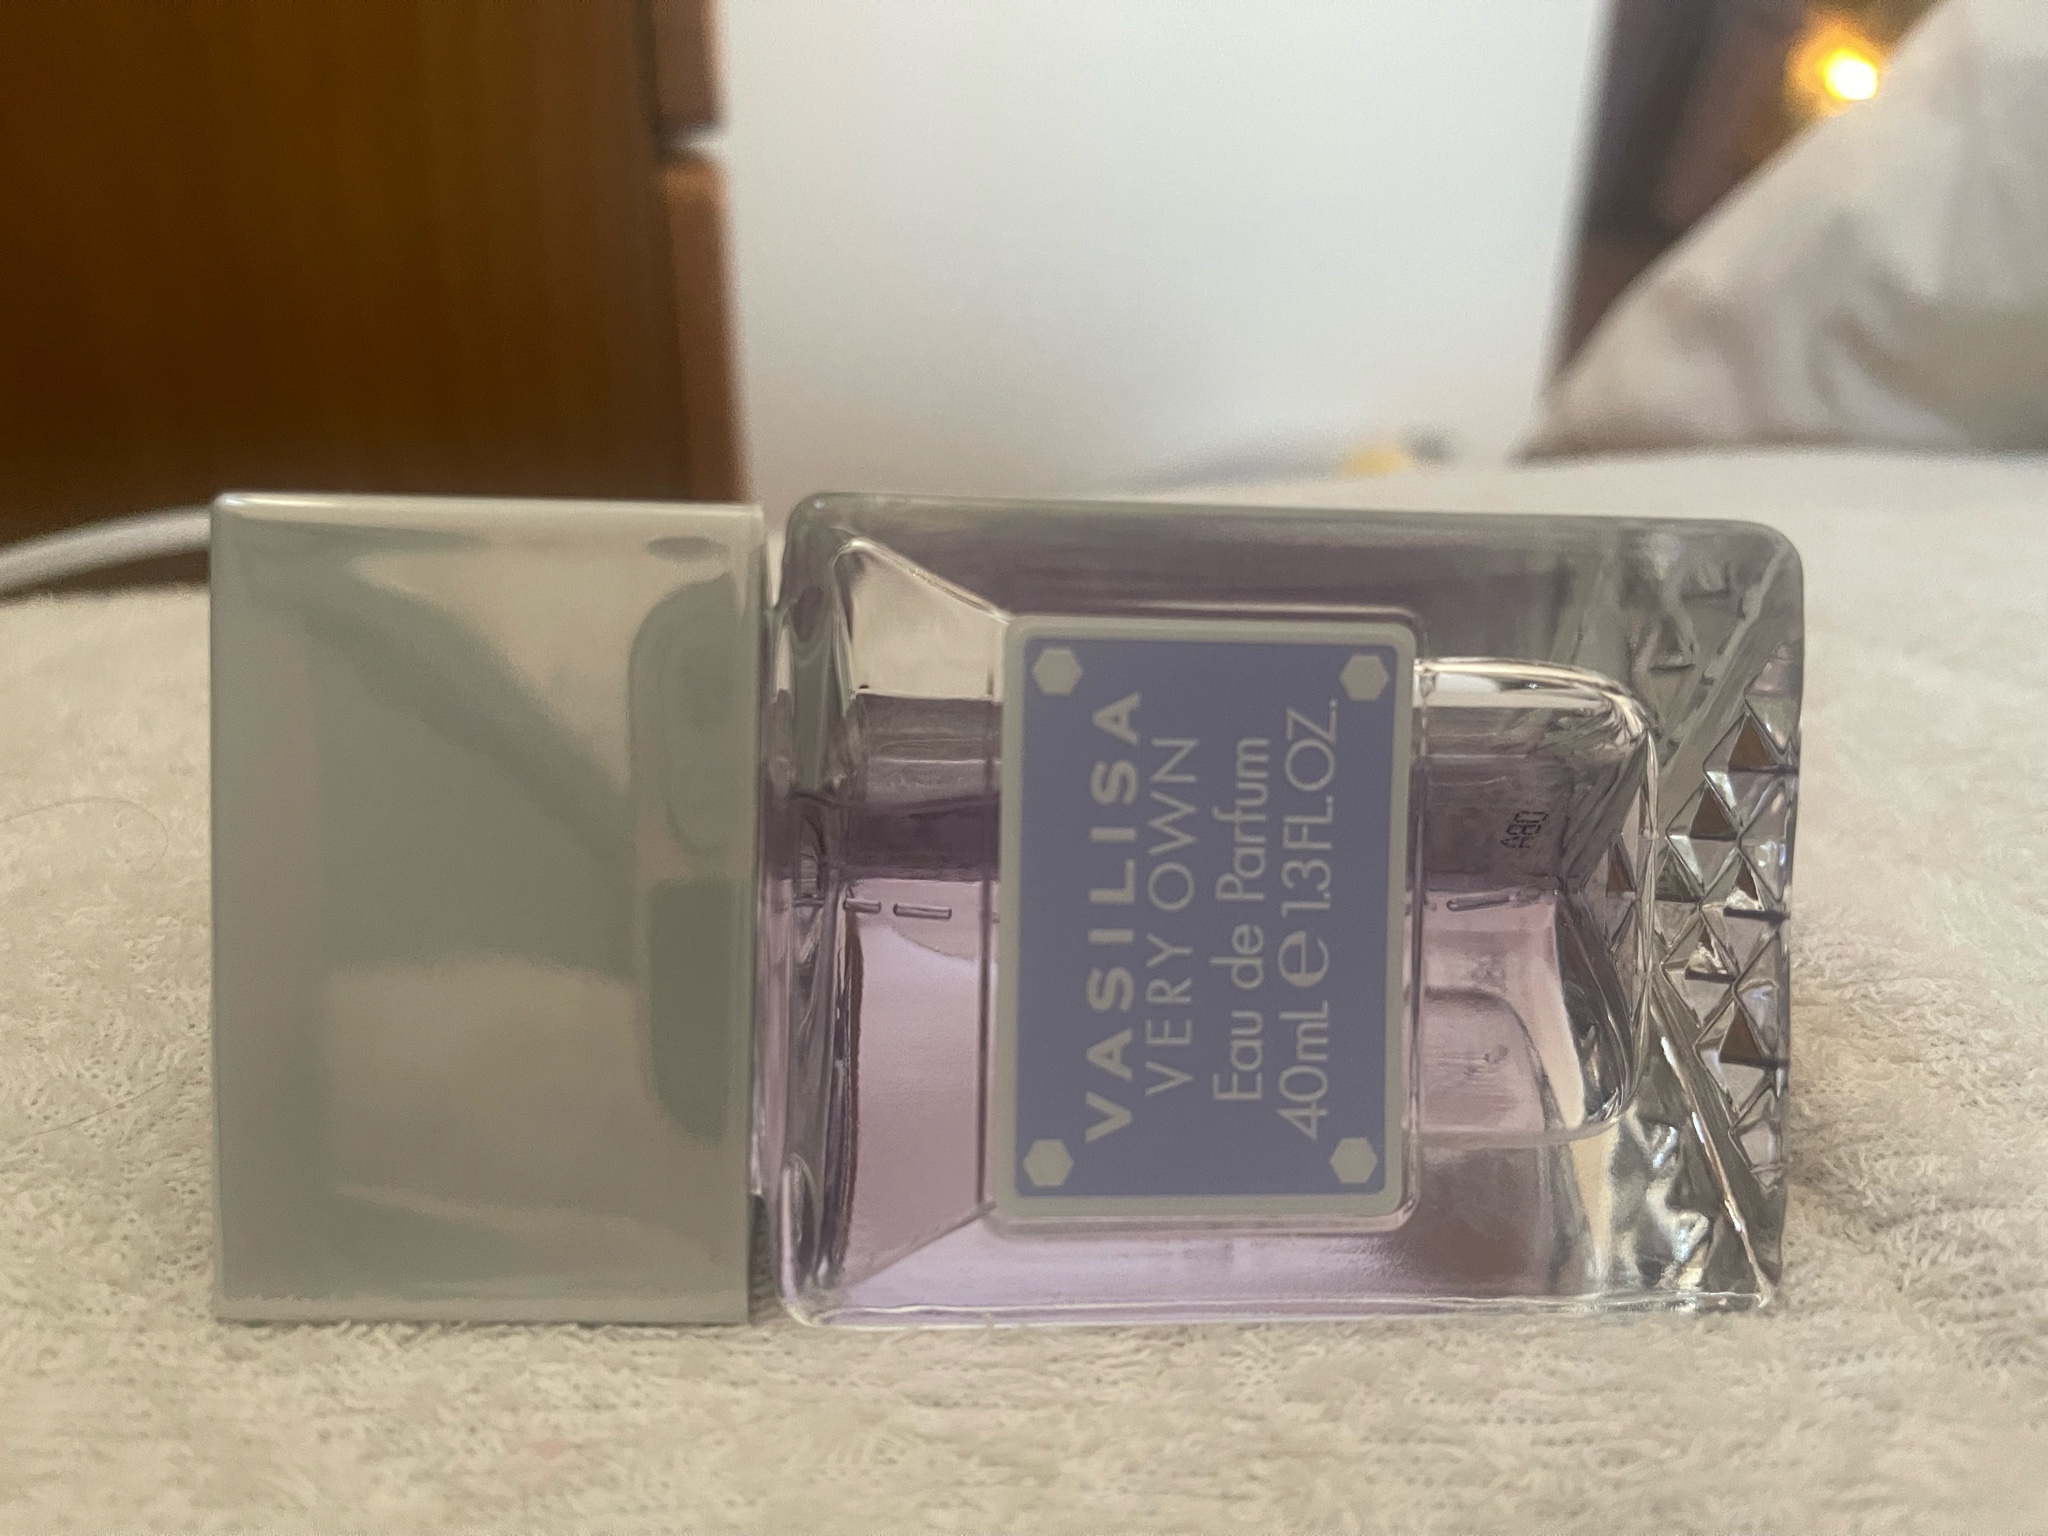 VASILISA
VERY OWN
Eau de Parfum
40mL e 1.3FL.OZ.